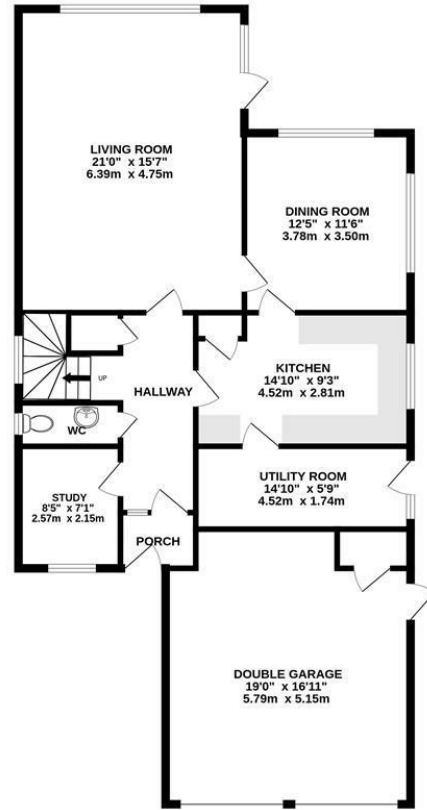 LIVING ROOM
21'0" x 15'7"
6.39m x 4.75m
DINING ROOM
12'5" x 11'6"
3.78m x 3.50m
KITCHEN
14'10" x 9'3"
4.52m x 2.81m
UP
HALLWAY
WC
UTILITY ROOM
14'10" x 5'9"
4.52m x 1.74m
STUDY
8'5" x 7'1"
2.57m x 2.15m
PORCH
DOUBLE GARAGE
19'0" x 16'11"
5.79m x 5.15m